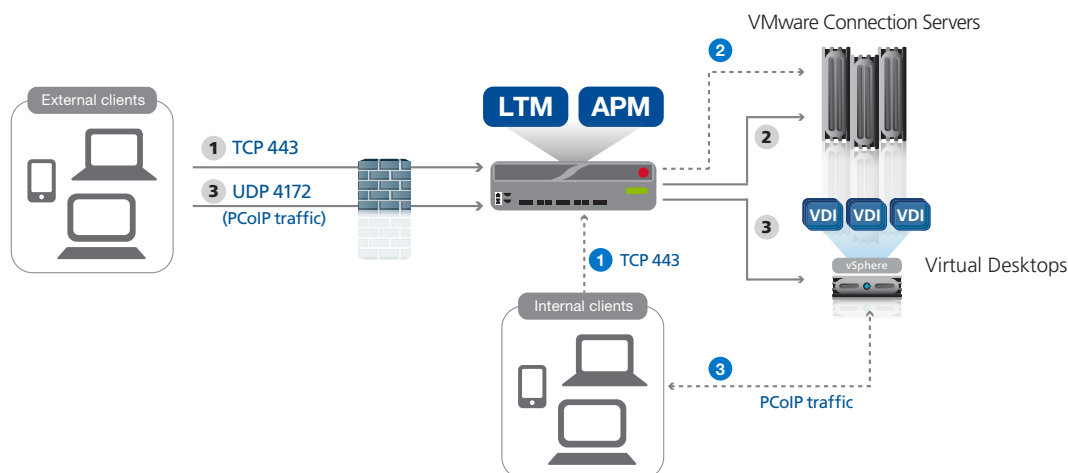 VMware Connection Servers
2
External clients
LTM
APM
1 TCP 443
2
3 UDP 4172
(PCoIP traffic)
VDI
VDI
VDI
3
1 TCP 443
vSphere
Virtual Desktops
Internal clients
3
PCoIP traffic